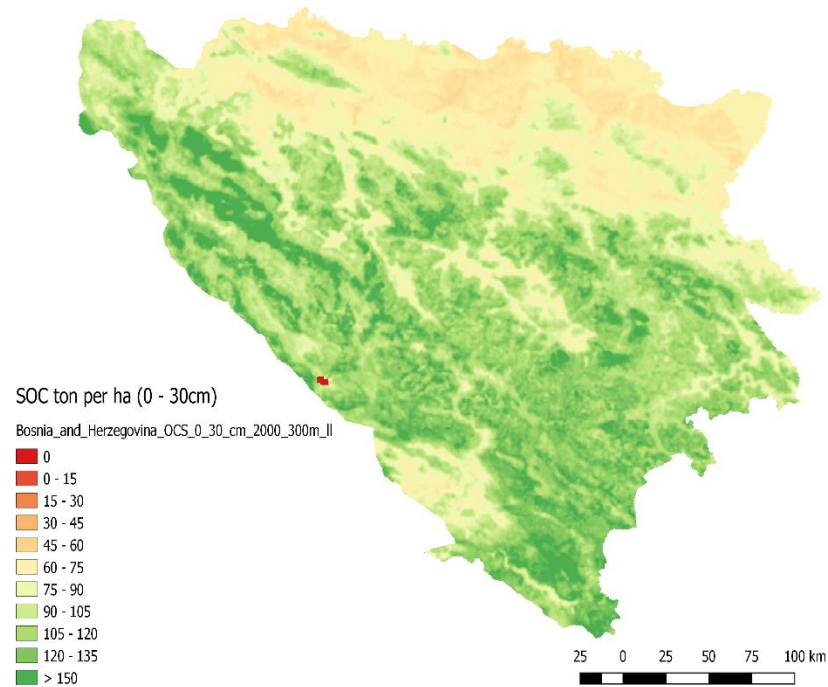 SOC ton per ha (0 - 30cm)
Bosnia_and_Herzegovina_OCS_0_30_cm_2000_300m_ll
0
0 - 15
15 - 30
30 - 45
45 - 60
60 - 75
75 - 90
90 - 105
105 - 120
120 - 135
> 150
25 0 25 50 75 100 km